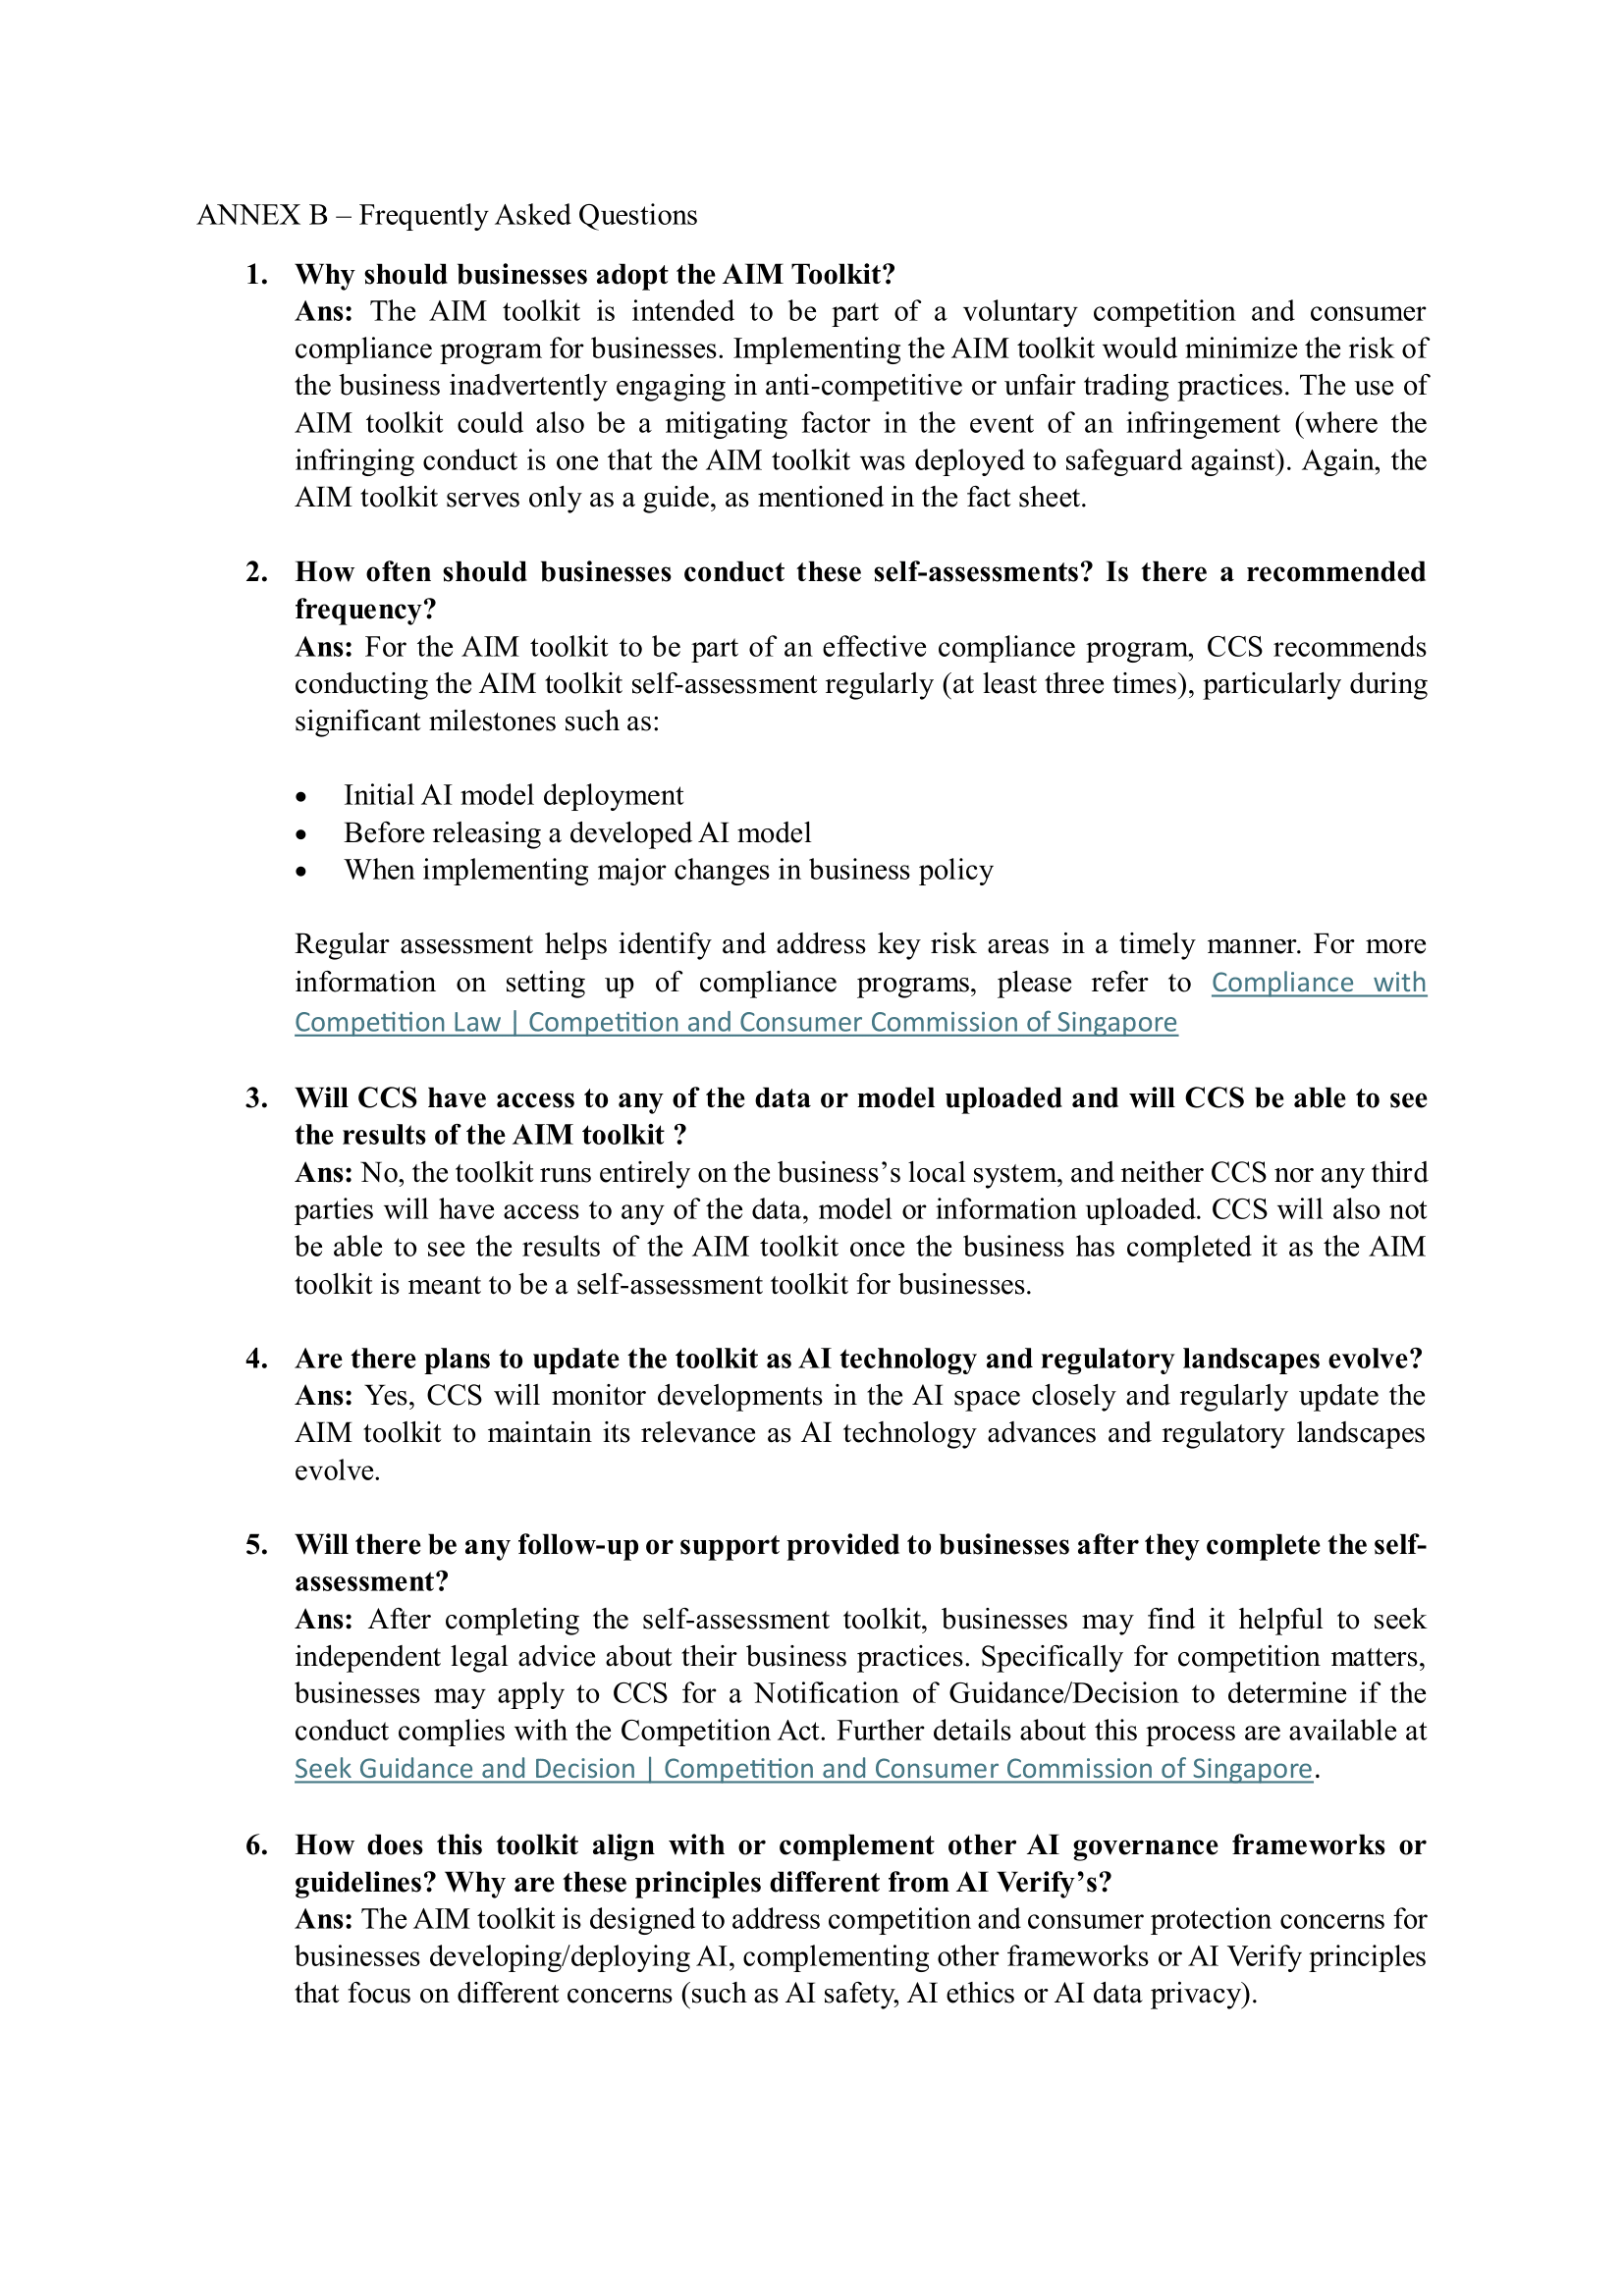 ANNEX B – Frequently Asked Questions
1. Why should businesses adopt the AIM Toolkit?
Ans: The AIM toolkit is intended to be part of a voluntary competition and consumer
compliance program for businesses. Implementing the AIM toolkit would minimize the risk of
the business inadvertently engaging in anti-competitive or unfair trading practices. The use of
AIM toolkit could also be a mitigating factor in the event of an infringement (where the
infringing conduct is one that the AIM toolkit was deployed to safeguard against). Again, the
AIM toolkit serves only as a guide, as mentioned in the fact sheet.
2. How often should businesses conduct these self-assessments? Is there a recommended
frequency?
Ans: For the AIM toolkit to be part of an effective compliance program, CCS recommends
conducting the AIM toolkit self-assessment regularly (at least three times), particularly during
significant milestones such as:
• Initial AI model deployment
• Before releasing a developed AI model
• When implementing major changes in business policy
Regular assessment helps identify and address key risk areas in a timely manner. For more
information on setting up of compliance programs, please refer to Compliance with
Competition Law | Competition and Consumer Commission of Singapore
3. Will CCS have access to any of the data or model uploaded and will CCS be able to see
the results of the AIM toolkit ?
Ans: No, the toolkit runs entirely on the business’s local system, and neither CCS nor any third
parties will have access to any of the data, model or information uploaded. CCS will also not
be able to see the results of the AIM toolkit once the business has completed it as the AIM
toolkit is meant to be a self-assessment toolkit for businesses.
4. Are there plans to update the toolkit as AI technology and regulatory landscapes evolve?
Ans: Yes, CCS will monitor developments in the AI space closely and regularly update the
AIM toolkit to maintain its relevance as AI technology advances and regulatory landscapes
evolve.
5. Will there be any follow-up or support provided to businesses after they complete the self-
assessment?
Ans: After completing the self-assessment toolkit, businesses may find it helpful to seek
independent legal advice about their business practices. Specifically for competition matters,
businesses may apply to CCS for a Notification of Guidance/Decision to determine if the
conduct complies with the Competition Act. Further details about this process are available at
Seek Guidance and Decision | Competition and Consumer Commission of Singapore.
6. How does this toolkit align with or complement other AI governance frameworks or
guidelines? Why are these principles different from AI Verify’s?
Ans: The AIM toolkit is designed to address competition and consumer protection concerns for
businesses developing/deploying AI, complementing other frameworks or AI Verify principles
that focus on different concerns (such as AI safety, AI ethics or AI data privacy).